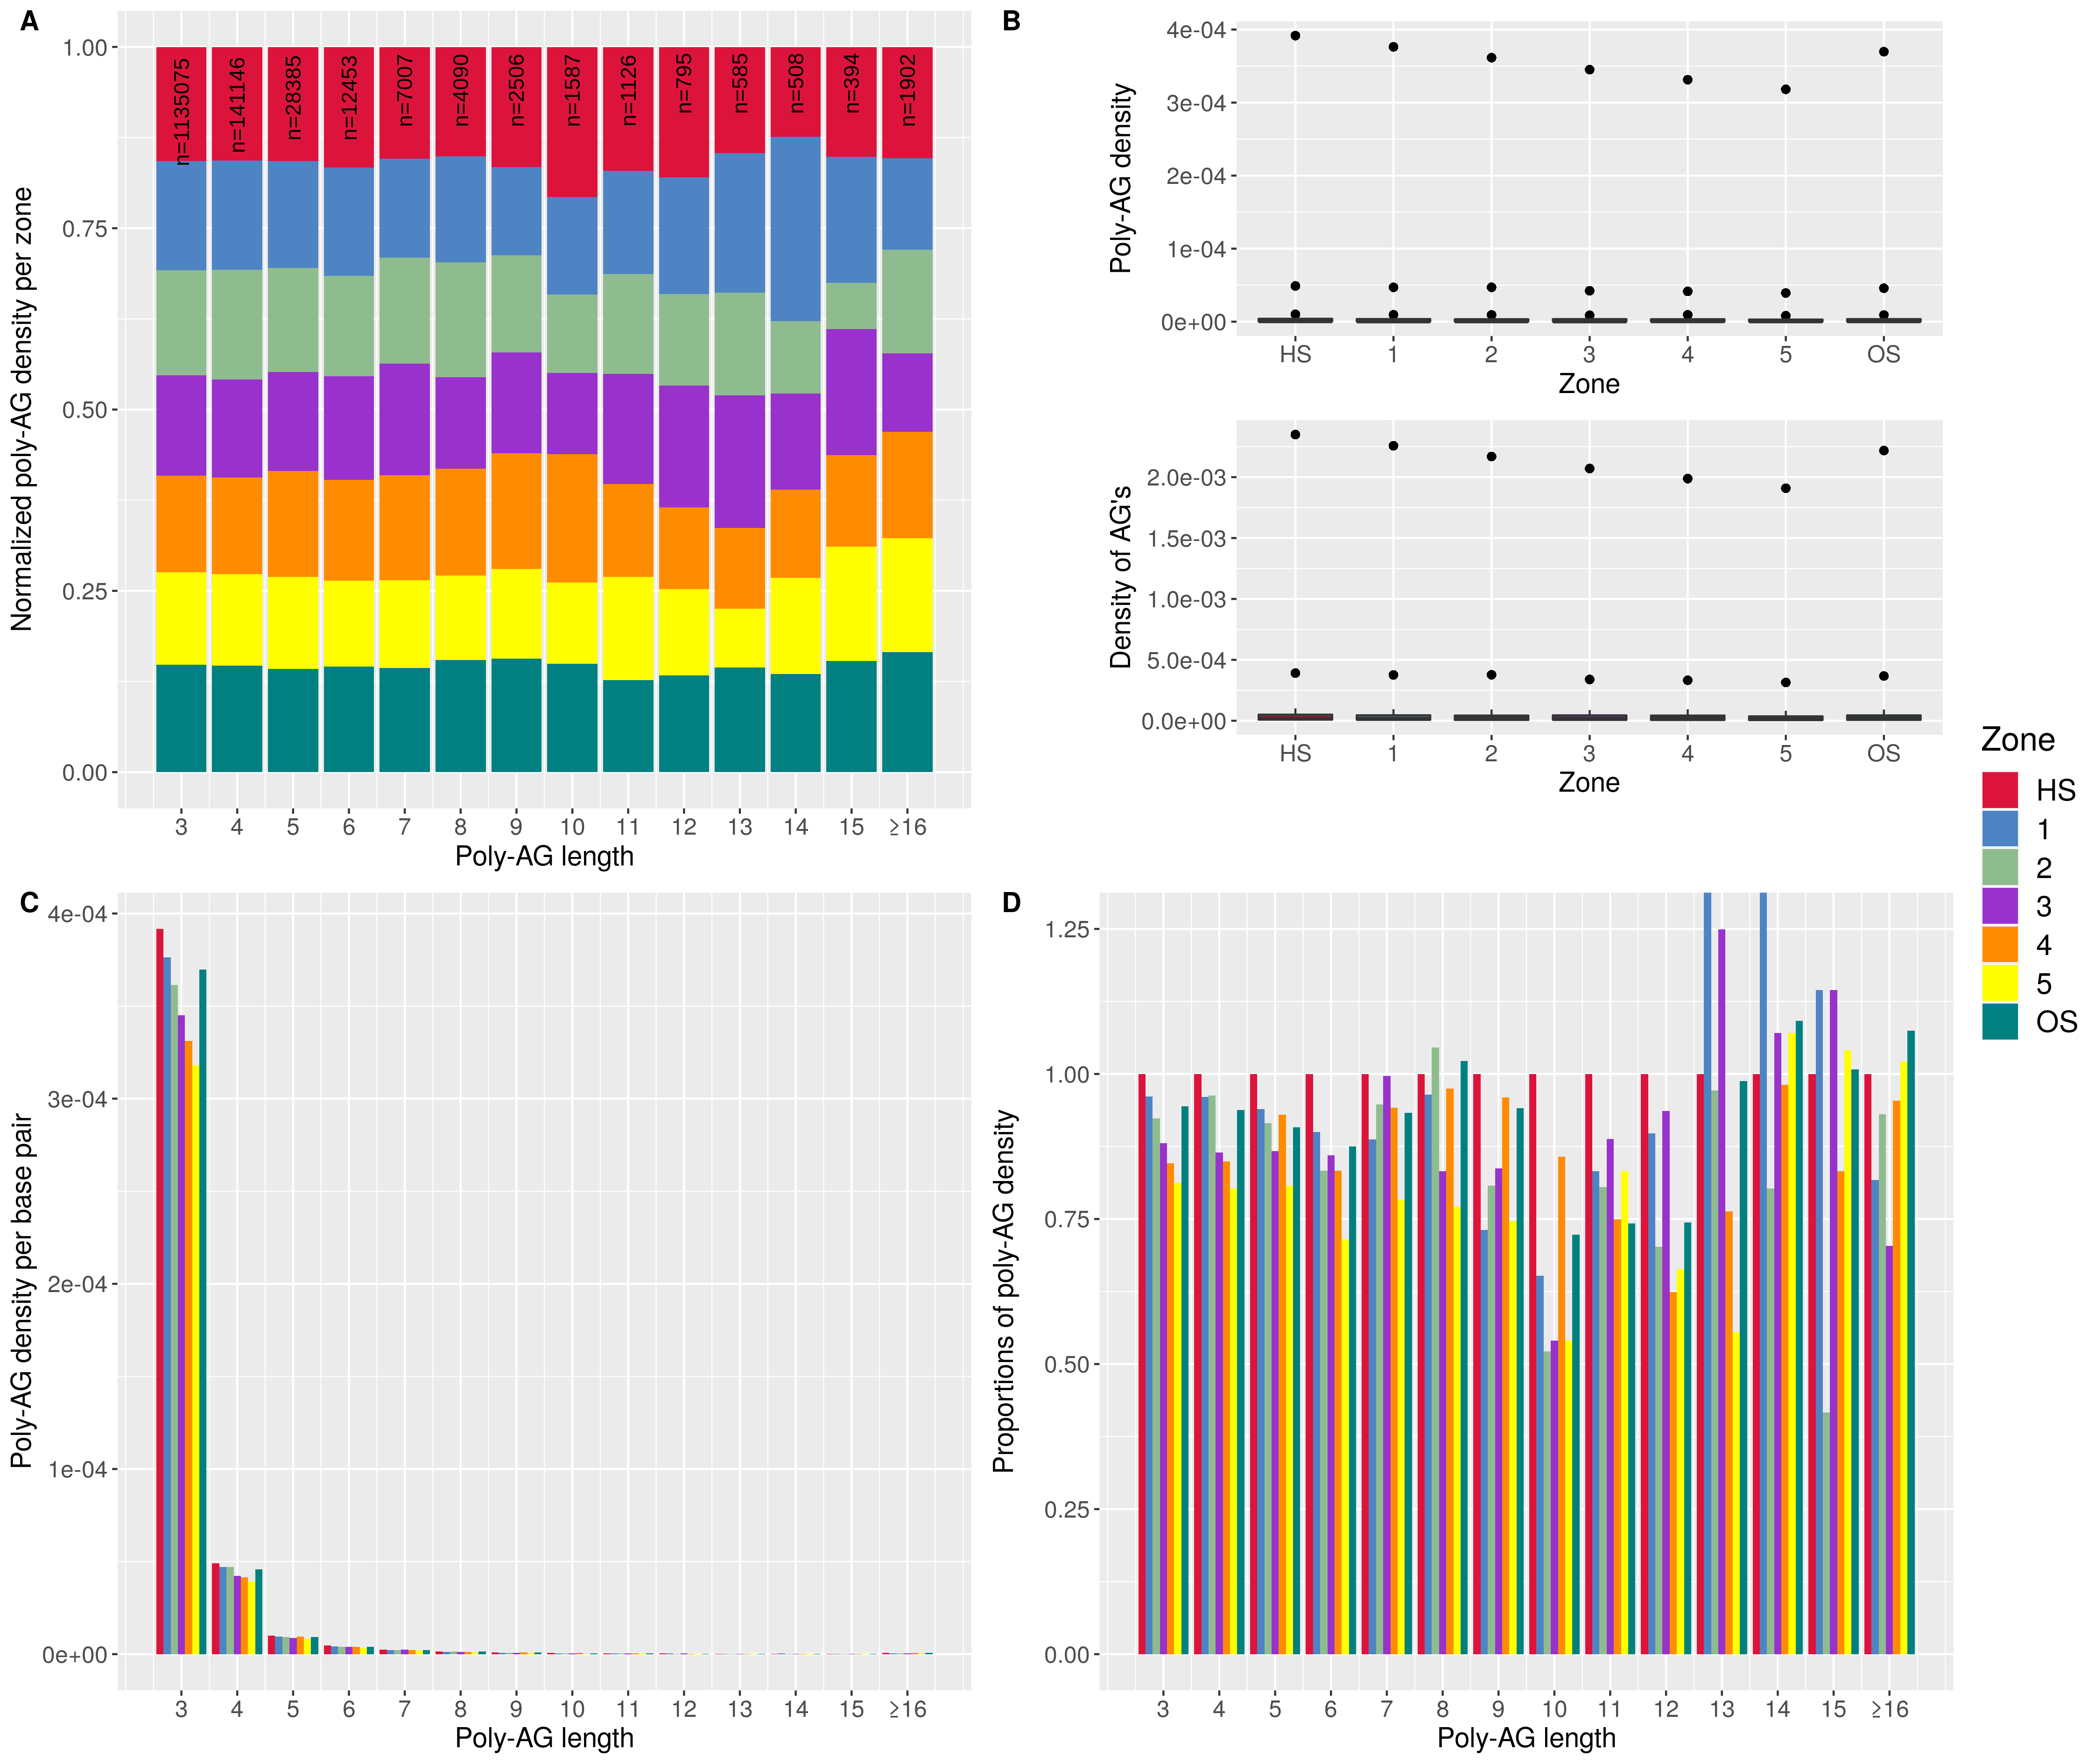 A
Normalized poly-AG density per zone
1.00
0.75
0.50
0.25
0.00
n=1135075
n=141146
n=28385
n=12453
n=7007
n=4090
n=2506
n=1587
n=1126
n=795
n=585
n=508
n=394
n=1902
3 4 5 6 7 8 9 10 11 12 13 14 15 ≥16
Poly-AG length
B
Poly-AG density
4e-04
3e-04
2e-04
1e-04
0e+00
HS 1 2 3 4 5 OS
Zone
Density of AG's
2.0e-03
1.5e-03
1.0e-03
5.0e-04
0.0e+00
HS 1 2 3 4 5 OS
Zone
Zone
HS
1
2
3
4
5
OS
C
Poly-AG density per base pair
4e-04
3e-04
2e-04
1e-04
0e+00
3 4 5 6 7 8 9 10 11 12 13 14 15 ≥16
Poly-AG length
D
Proportions of poly-AG density
1.25
1.00
0.75
0.50
0.25
0.00
3 4 5 6 7 8 9 10 11 12 13 14 15 ≥16
Poly-AG length